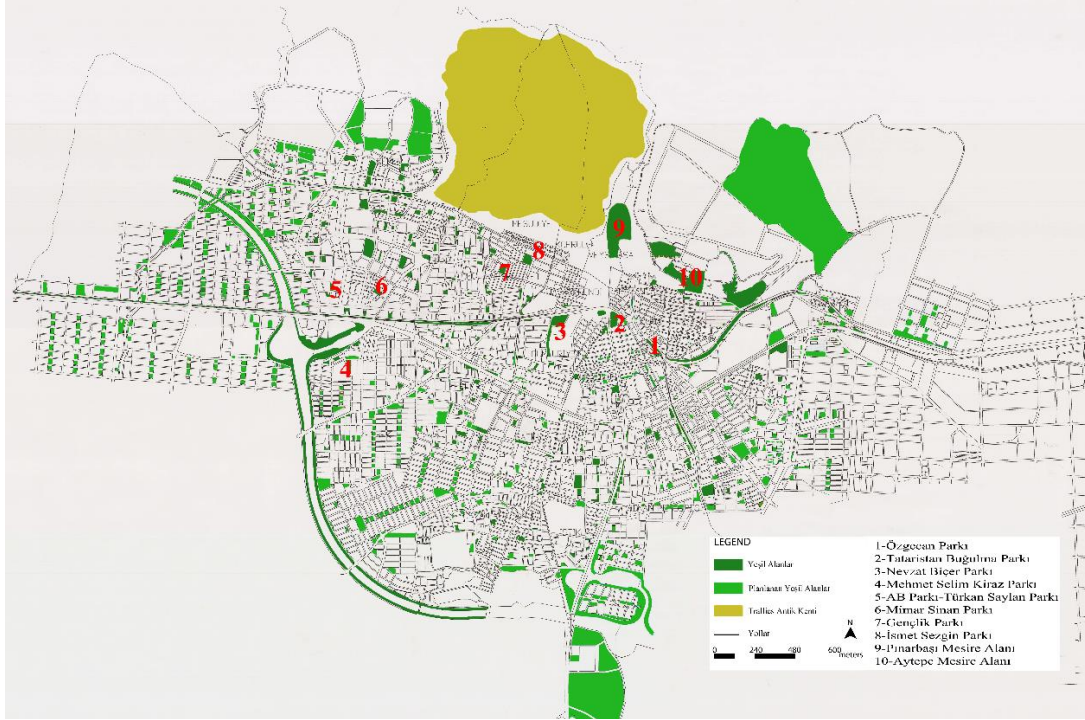 8
9
7
10
5
6
3
2
1
4
LEGEND
Yeşil Alanlar
Planlanan Yeşil Alanlar
Tralles Antik Kenti
Yollar
N
0 240 480 600
meters
1-Özgecan Parkı
2-Tataristan Buğulma Parkı
3-Nevzat Biçer Parkı
4-Mehmet Selim Kiraz Parkı
5-AB Parkı-Türkan Saylan Parkı
6-Mimar Sinan Parkı
7-Gençlik Parkı
8-İsmet Sezgin Parkı
9-Pınarbaşı Mesire Alanı
10-Aytepe Mesire Alanı